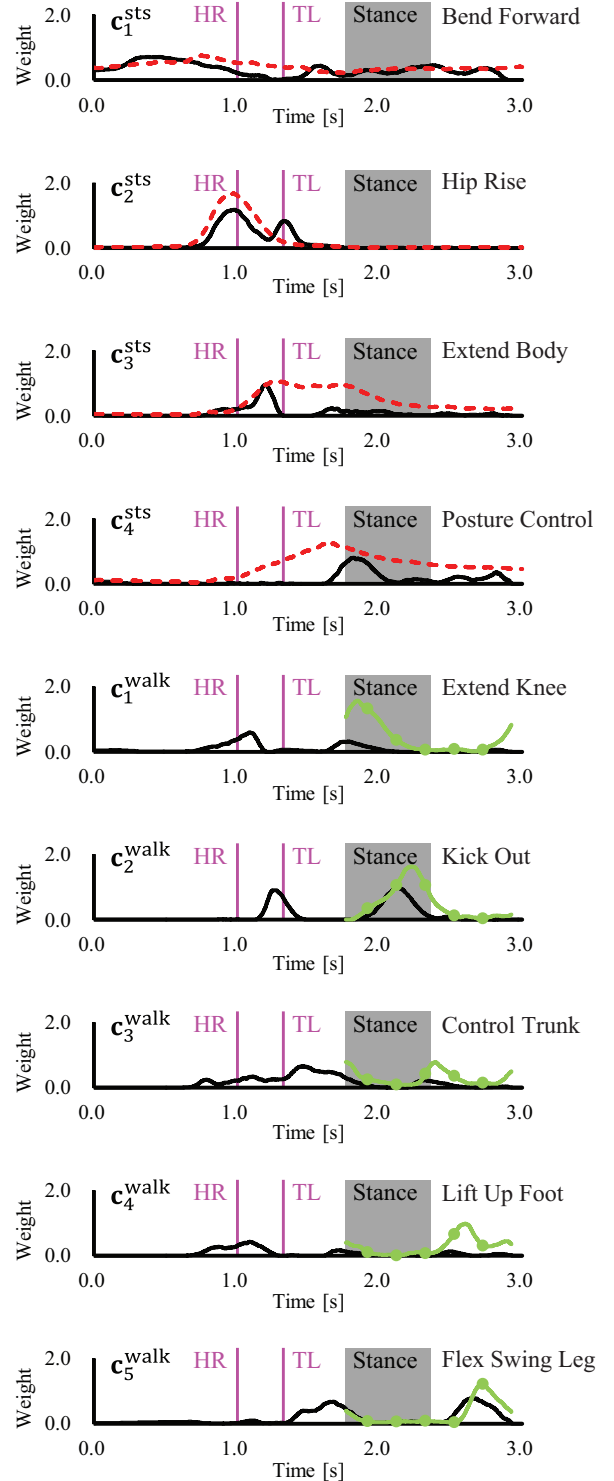 Weight
2.0
0.0
c₁ˢᵗˢ
HR
TL
Stance
Bend Forward
0.0
1.0
2.0
3.0
Time [s]
Weight
2.0
0.0
c₂ˢᵗˢ
HR
TL
Stance
Hip Rise
0.0
1.0
2.0
3.0
Time [s]
Weight
2.0
0.0
c₃ˢᵗˢ
HR
TL
Stance
Extend Body
0.0
1.0
2.0
3.0
Time [s]
Weight
2.0
0.0
c₄ˢᵗˢ
HR
TL
Stance
Posture Control
0.0
1.0
2.0
3.0
Time [s]
Weight
2.0
0.0
c₁ʷᵃˡᵏ
HR
TL
Stance
Extend Knee
0.0
1.0
2.0
3.0
Time [s]
Weight
2.0
0.0
c₂ʷᵃˡᵏ
HR
TL
Stance
Kick Out
0.0
1.0
2.0
3.0
Time [s]
Weight
2.0
0.0
c₃ʷᵃˡᵏ
HR
TL
Stance
Control Trunk
0.0
1.0
2.0
3.0
Time [s]
Weight
2.0
0.0
c₄ʷᵃˡᵏ
HR
TL
Stance
Lift Up Foot
0.0
1.0
2.0
3.0
Time [s]
Weight
2.0
0.0
c₅ʷᵃˡᵏ
HR
TL
Stance
Flex Swing Leg
0.0
1.0
2.0
3.0
Time [s]